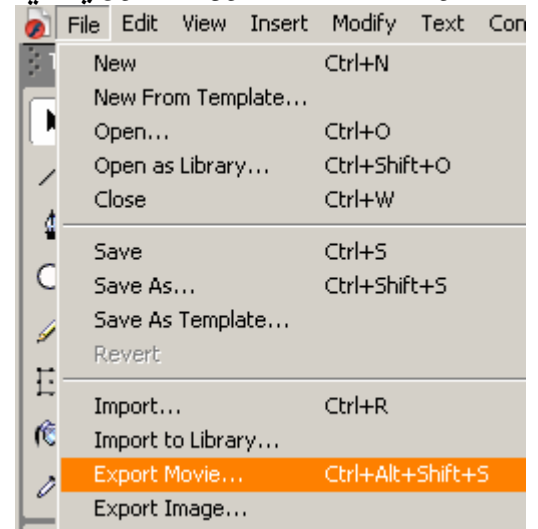 File Edit View Insert Modify Text Con
New Ctrl+N
New From Template...
Open... Ctrl+O
Open as Library... Ctrl+Shift+O
Close Ctrl+W
Save Ctrl+S
Save As... Ctrl+Shift+S
Save As Template...
Revert
Import... Ctrl+R
Import to Library...
Export Movie... Ctrl+Alt+Shift+S
Export Image...